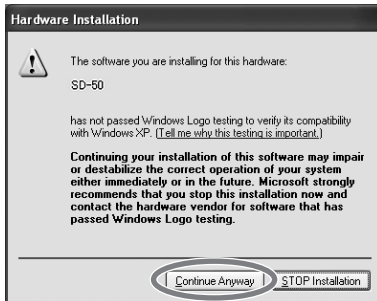 Hardware Installation
The software you are installing for this hardware:
SD-50
has not passed Windows Logo testing to verify its compatibility
with Windows XP. (Tell me why this testing is important.)
Continuing your installation of this software may impair
or destabilize the correct operation of your system
either immediately or in the future. Microsoft strongly
recommends that you stop this installation now and
contact the hardware vendor for software that has
passed Windows Logo testing.
Continue Anyway STOP Installation